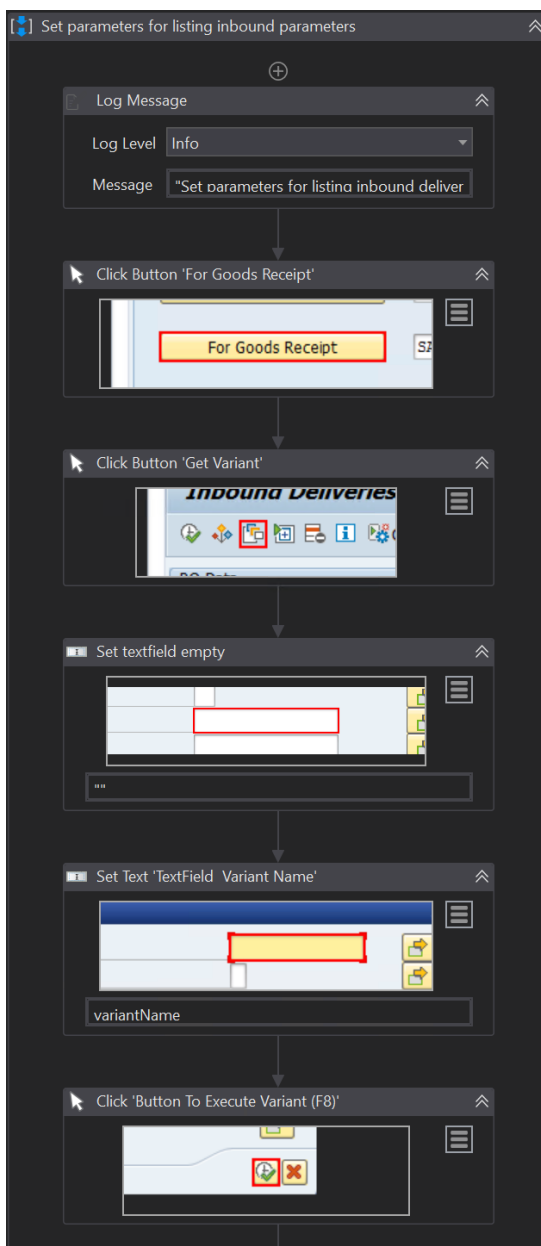 Set parameters for listing inbound parameters
Log Message
Log Level Info
Message "Set parameters for listing inbound deliver
Click Button 'For Goods Receipt'
For Goods Receipt
Click Button 'Get Variant'
Inbound Deliveries
Set textfield empty
""
Set Text 'TextField Variant Name'
variantName
Click 'Button To Execute Variant (F8)'